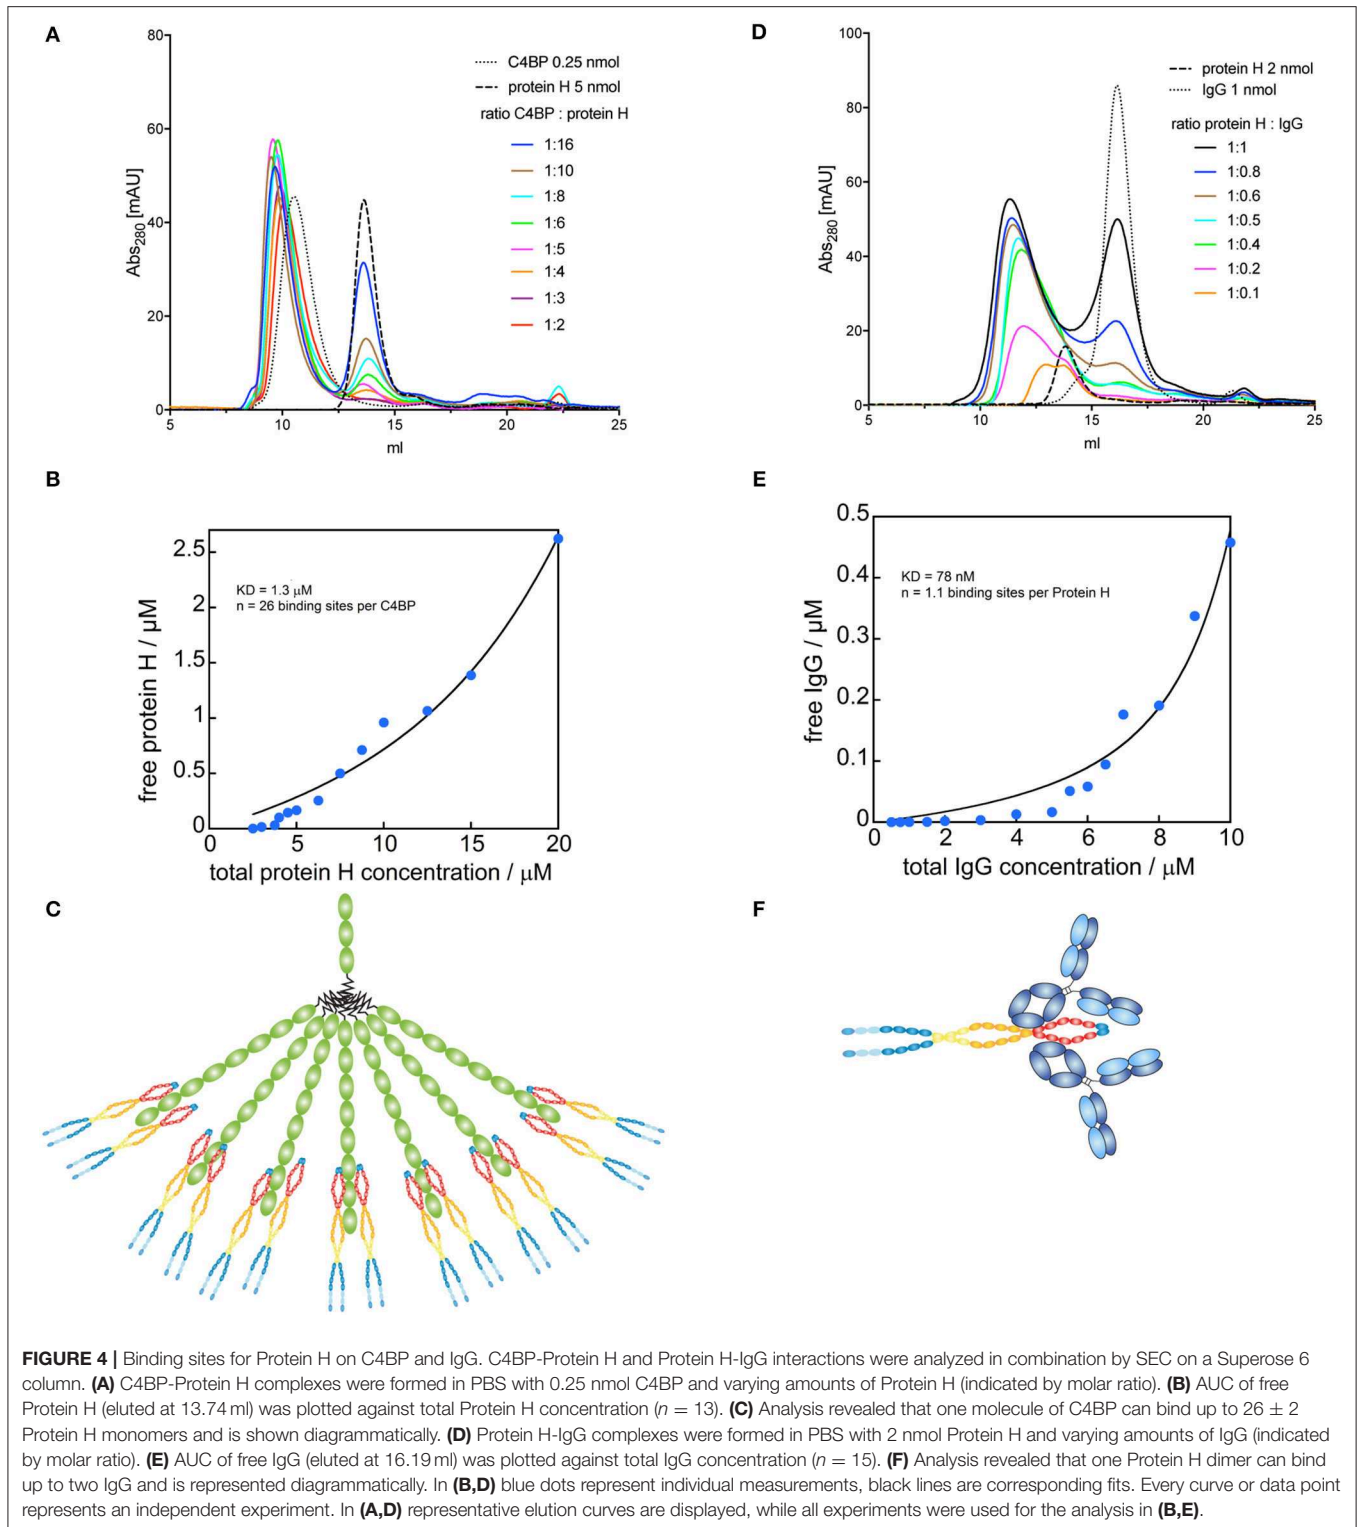 A
80
60
40
20
0
Abs280 [mAU]
5
10
15
20
25
ml
C4BP 0.25 nmol
protein H 5 nmol
ratio C4BP : protein H
1:16
1:10
1:8
1:6
1:5
1:4
1:3
1:2
D
100
80
60
40
20
0
Abs280 [mAU]
5
10
15
20
25
ml
protein H 2 nmol
IgG 1 nmol
ratio protein H : IgG
1:1
1:0.8
1:0.6
1:0.5
1:0.4
1:0.2
1:0.1
B
2.5
2
1.5
1
0.5
0
free protein H / μM
KD = 1.3 μM
n = 26 binding sites per C4BP
0
5
10
15
20
total protein H concentration / μM
E
0.5
0.4
0.3
0.2
0.1
0
free IgG / μM
KD = 78 nM
n = 1.1 binding sites per Protein H
0
2
4
6
8
10
total IgG concentration / μM
C
F
FIGURE 4 | Binding sites for Protein H on C4BP and IgG. C4BP-Protein H and Protein H-IgG interactions were analyzed in combination by SEC on a Superose 6
column. (A) C4BP-Protein H complexes were formed in PBS with 0.25 nmol C4BP and varying amounts of Protein H (indicated by molar ratio). (B) AUC of free
Protein H (eluted at 13.74 ml) was plotted against total Protein H concentration (n = 13). (C) Analysis revealed that one molecule of C4BP can bind up to 26 ± 2
Protein H monomers and is shown diagrammatically. (D) Protein H-IgG complexes were formed in PBS with 2 nmol Protein H and varying amounts of IgG (indicated
by molar ratio). (E) AUC of free IgG (eluted at 16.19 ml) was plotted against total IgG concentration (n = 15). (F) Analysis revealed that one Protein H dimer can bind
up to two IgG and is represented diagrammatically. In (B,D) blue dots represent individual measurements, black lines are corresponding fits. Every curve or data point
represents an independent experiment. In (A,D) representative elution curves are displayed, while all experiments were used for the analysis in (B,E).